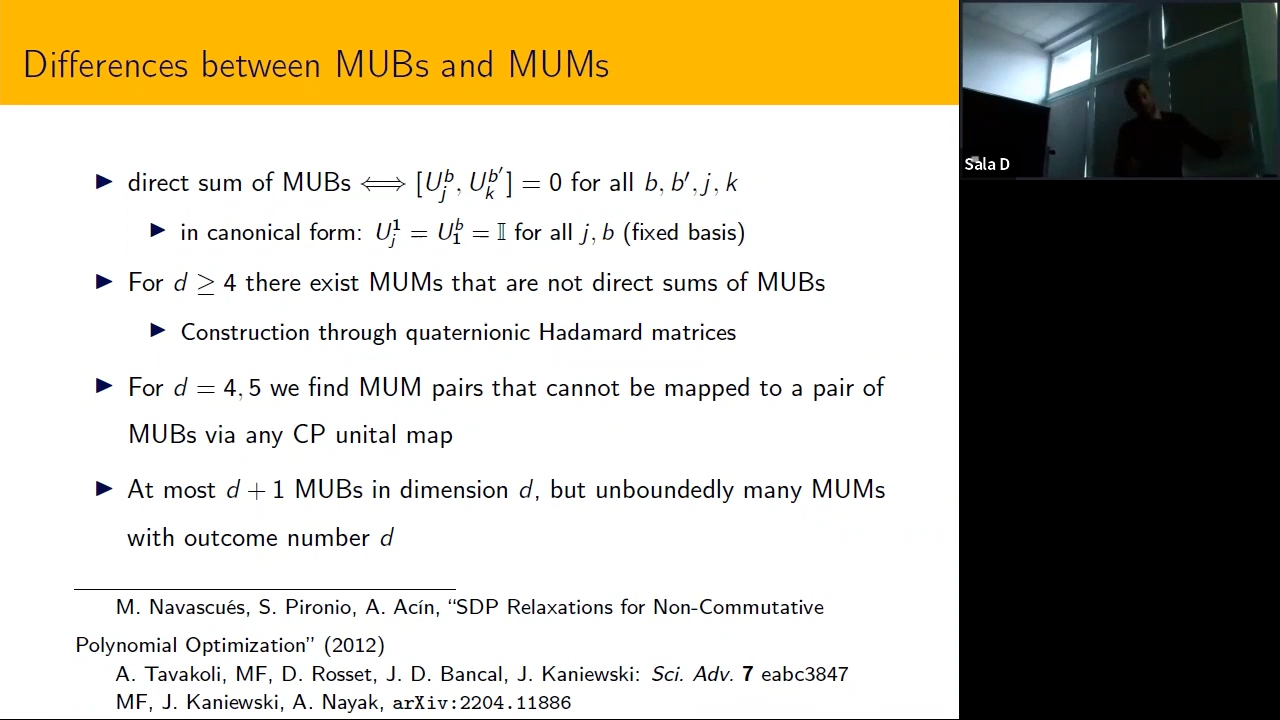 Differences between MUBs and MUMs
▶ direct sum of MUBs ⟺ [U_j^b, U_k^{b′}] = 0 for all b, b′, j, k
▶ in canonical form: U_j^1 = U_1^b = 𝕀 for all j, b (fixed basis)
▶ For d ≥ 4 there exist MUMs that are not direct sums of MUBs
▶ Construction through quaternionic Hadamard matrices
▶ For d = 4, 5 we find MUM pairs that cannot be mapped to a pair of
MUBs via any CP unital map
▶ At most d + 1 MUBs in dimension d, but unboundedly many MUMs
with outcome number d
M. Navascués, S. Pironio, A. Acín, “SDP Relaxations for Non-Commutative
Polynomial Optimization” (2012)
A. Tavakoli, MF, D. Rosset, J. D. Bancal, J. Kaniewski: Sci. Adv. 7 eabc3847
MF, J. Kaniewski, A. Nayak, arXiv:2204.11886
Sala D